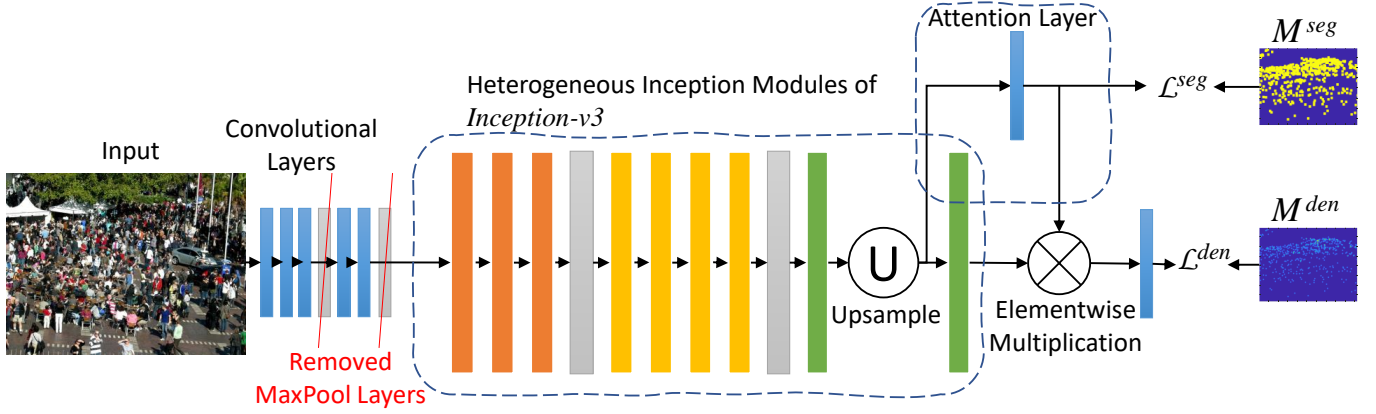 Attention Layer
M^{seg}
Heterogeneous Inception Modules of
Inception-v3
ℒ^{seg}
Convolutional
Layers
Input
M^{den}
U
ℒ^{den}
Upsample
Elementwise
Multiplication
Removed
MaxPool Layers